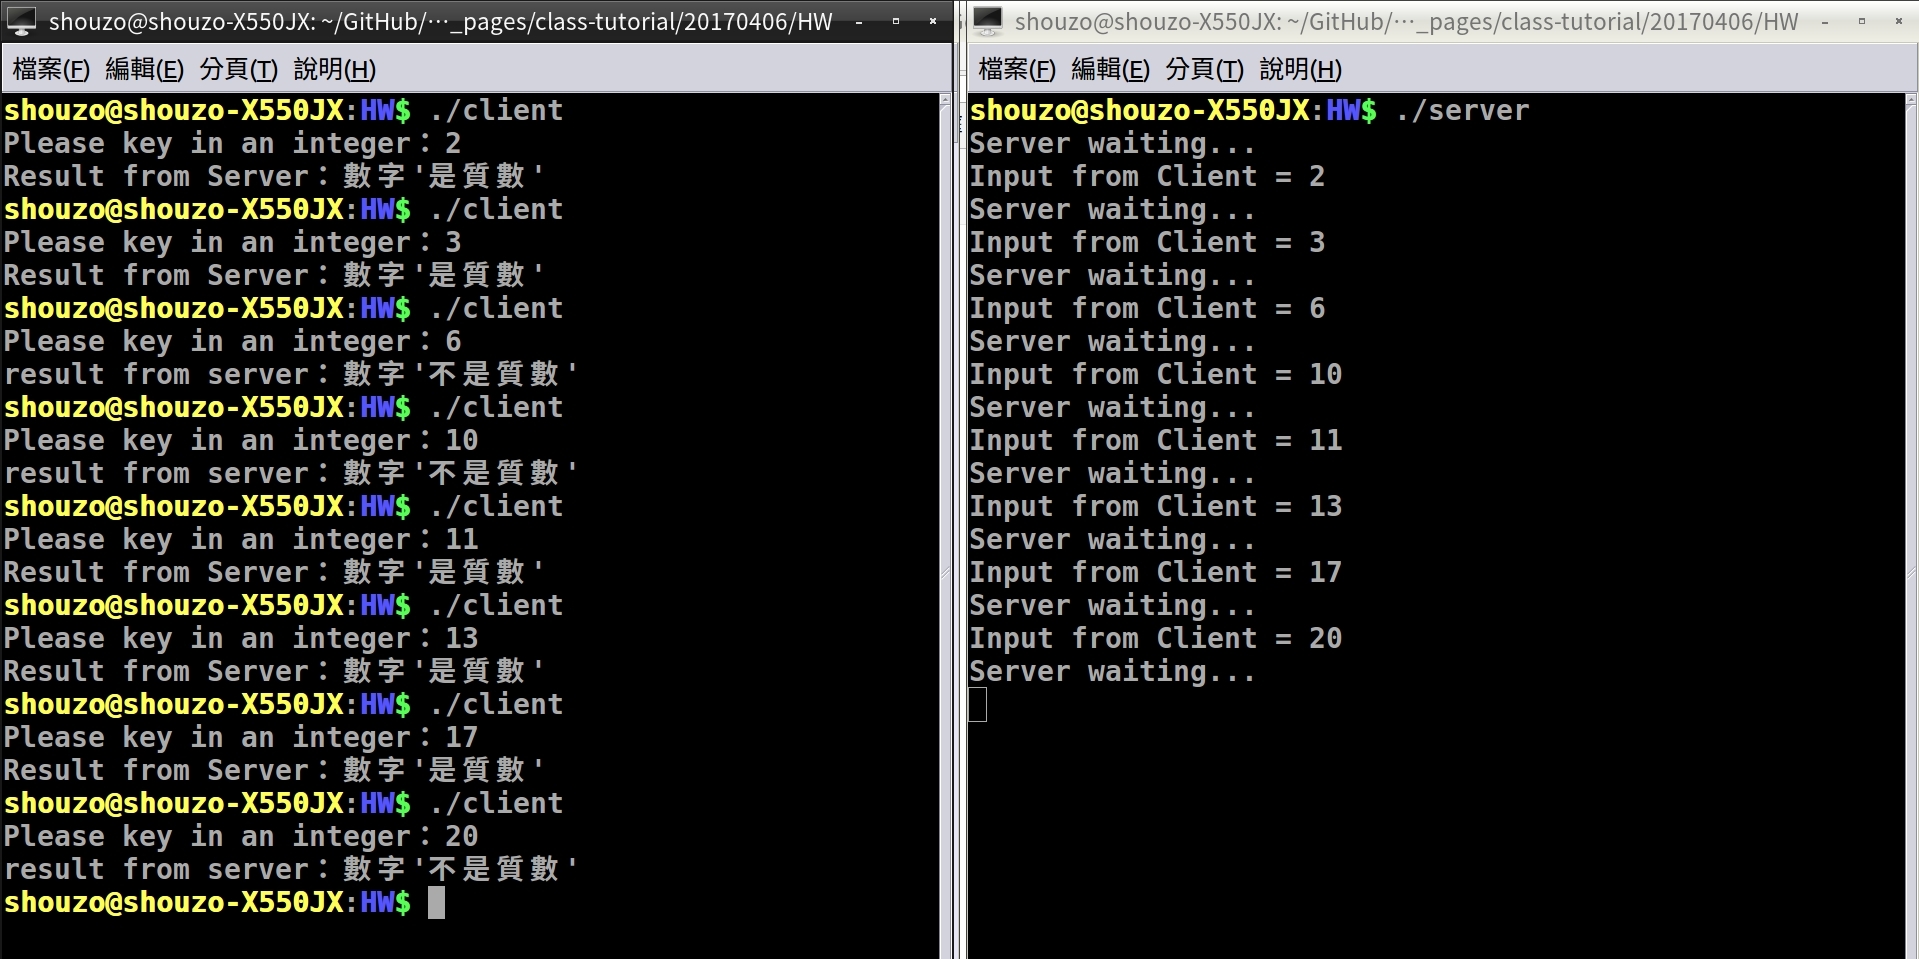 shouzo@shouzo-X550JX: ~/GitHub/⋯_pages/class-tutorial/20170406/HW
檔案(F) 編輯(E) 分頁(T) 說明(H)
shouzo@shouzo-X550JX:HW$ ./client
Please key in an integer：2
Result from Server：數字'是質數'
shouzo@shouzo-X550JX:HW$ ./client
Please key in an integer：3
Result from Server：數字'是質數'
shouzo@shouzo-X550JX:HW$ ./client
Please key in an integer：6
result from server：數字'不是質數'
shouzo@shouzo-X550JX:HW$ ./client
Please key in an integer：10
result from server：數字'不是質數'
shouzo@shouzo-X550JX:HW$ ./client
Please key in an integer：11
Result from Server：數字'是質數'
shouzo@shouzo-X550JX:HW$ ./client
Please key in an integer：13
Result from Server：數字'是質數'
shouzo@shouzo-X550JX:HW$ ./client
Please key in an integer：17
Result from Server：數字'是質數'
shouzo@shouzo-X550JX:HW$ ./client
Please key in an integer：20
result from server：數字'不是質數'
shouzo@shouzo-X550JX:HW$
shouzo@shouzo-X550JX: ~/GitHub/⋯_pages/class-tutorial/20170406/HW
檔案(F) 編輯(E) 分頁(T) 說明(H)
shouzo@shouzo-X550JX:HW$ ./server
Server waiting...
Input from Client = 2
Server waiting...
Input from Client = 3
Server waiting...
Input from Client = 6
Server waiting...
Input from Client = 10
Server waiting...
Input from Client = 11
Server waiting...
Input from Client = 13
Server waiting...
Input from Client = 17
Server waiting...
Input from Client = 20
Server waiting...